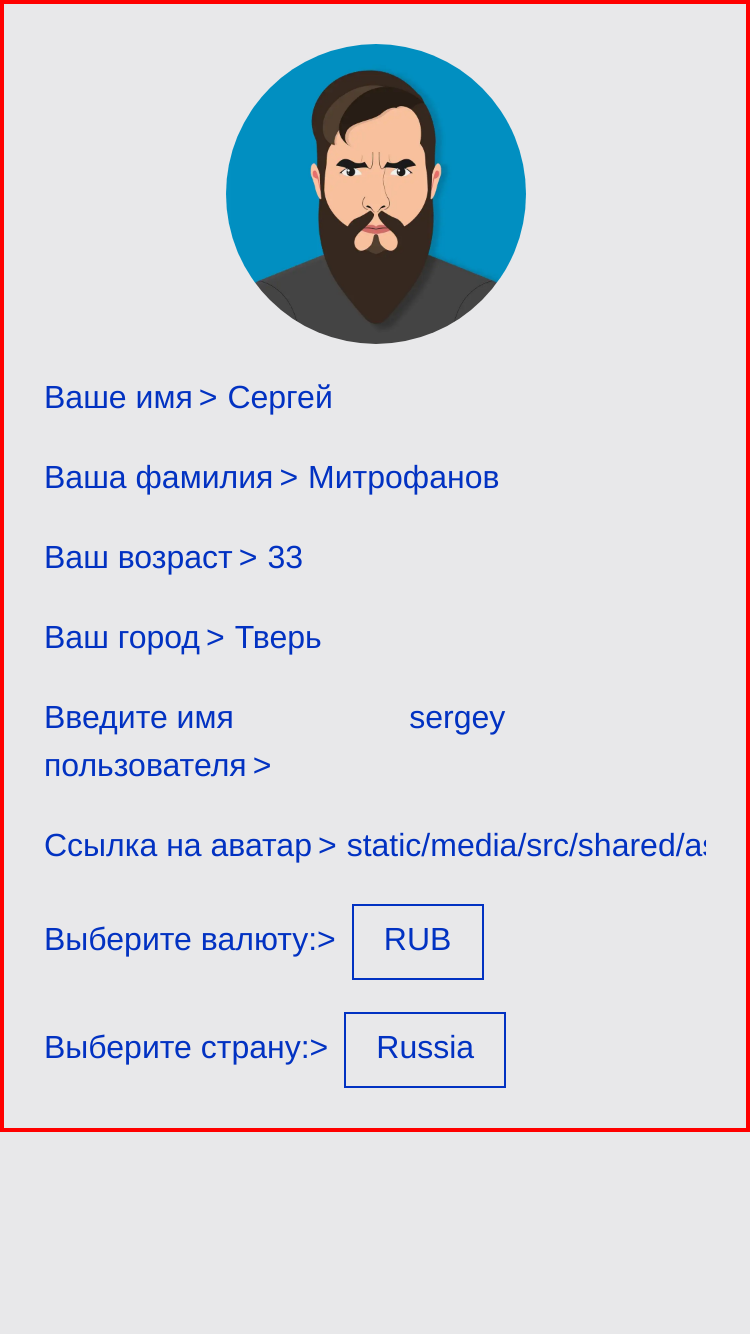 Ваше имя > Сергей
Ваша фамилия > Митрофанов
Ваш возраст > 33
Ваш город > Тверь
Введите имя sergey
пользователя >
Ссылка на аватар > static/media/src/shared/as
Выберите валюту:> RUB
Выберите страну:> Russia